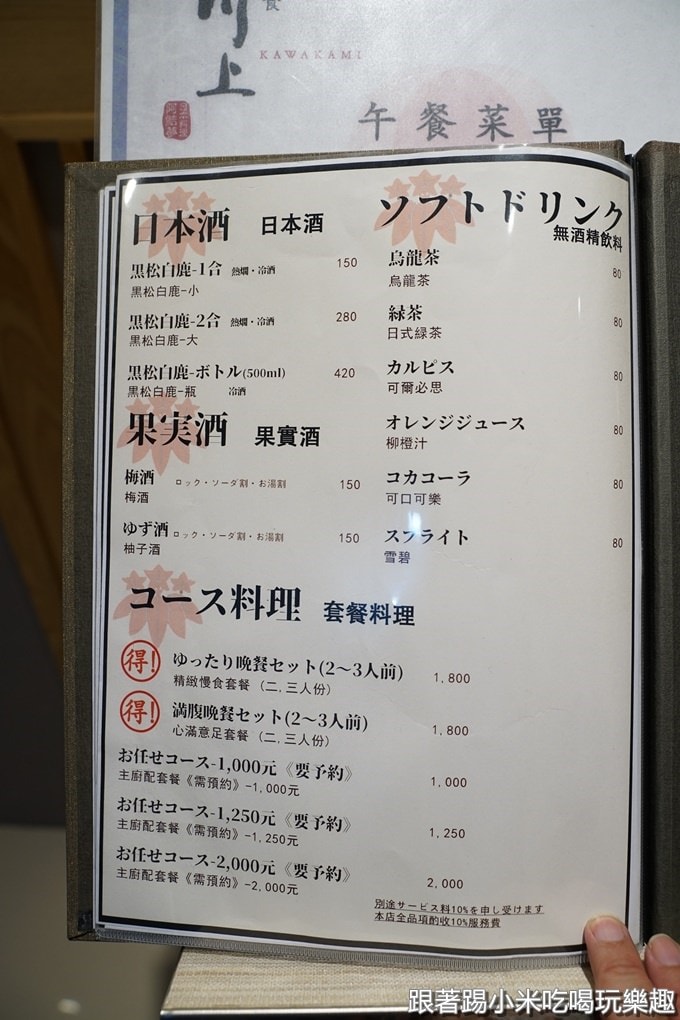 川上
食
KAWAKAMI
午餐菜單
日本酒 日本酒
黒松白鹿-1合 熱燗・冷酒 150
黒松白鹿-小
黒松白鹿-2合 熱燗・冷酒 280
黒松白鹿-大
黒松白鹿-ボトル(500ml) 420
黒松白鹿-瓶 冷酒
果実酒 果實酒
梅酒 ロック・ソーダ割・お湯割 150
梅酒
ゆず酒 ロック・ソーダ割・お湯割 150
柚子酒
ソフトドリンク
無酒精飲料
烏龍茶 80
烏龍茶
緑茶 80
日式緑茶
カルピス 80
可爾必思
オレンジジュース 80
柳橙汁
コカコーラ 80
可口可樂
スプライト 80
雪碧
コース料理 套餐料理
得! ゆったり晩餐セット(2〜3人前) 1,800
精緻慢食套餐（二,三人份）
得! 満腹晩餐セット(2〜3人前) 1,800
心滿意足套餐（二,三人份）
お任せコース-1,000元《要予約》 1,000
主廚配套餐《需預約》-1,000元
お任せコース-1,250元《要予約》 1,250
主廚配套餐《需預約》-1,250元
お任せコース-2,000元《要予約》 2,000
主廚配套餐《需預約》-2,000元
別途サービス料10%を申し受けます
本店全品項酌收10%服務費
跟著踢小米吃喝玩樂趣